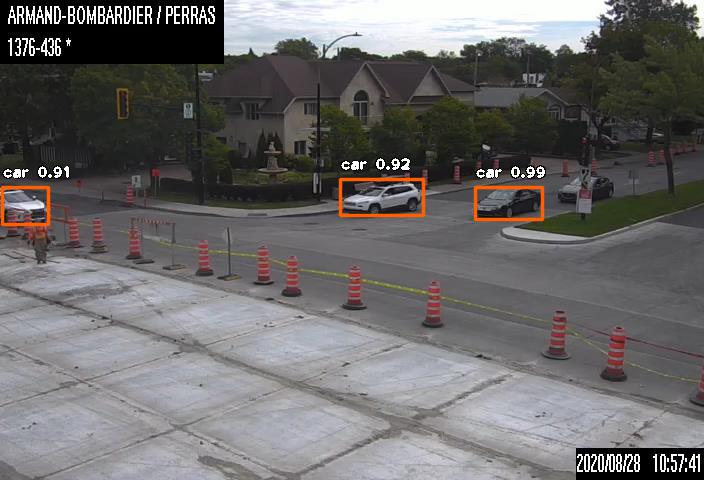 ARMAND-BOMBARDIER / PERRAS
1376-436 *
car 0.91
car 0.92
car 0.99
2020/08/28 10:57:41